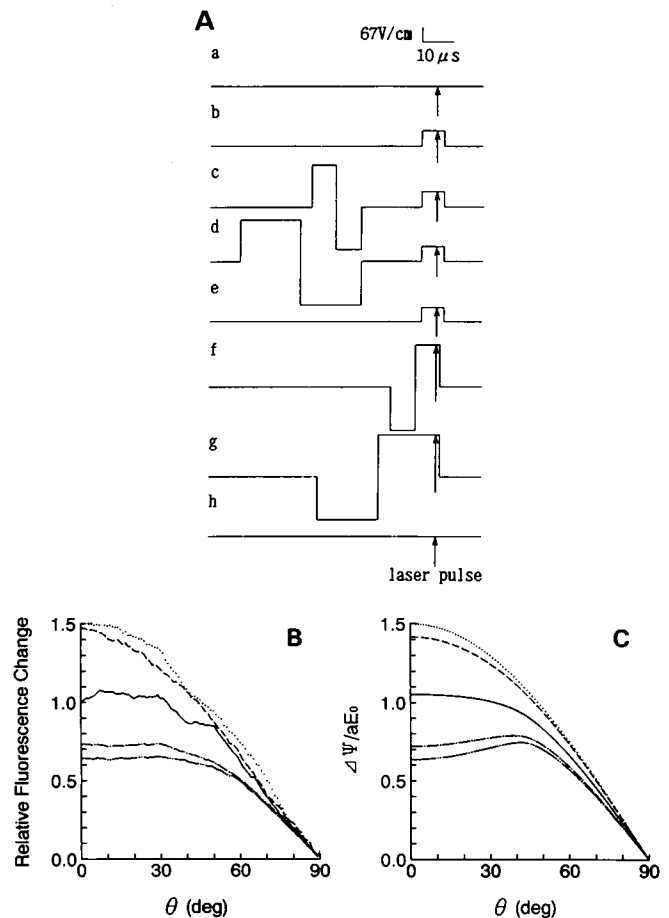 A
67V/cm
10 μs
a
b
c
d
e
f
g
h
laser pulse
B
Relative Fluorescence Change
1.5
1.0
0.5
0.0
0 30 60 90
θ (deg)
C
ΔΨ/aE₀
1.5
1.0
0.5
0.0
0 30 60 90
θ (deg)